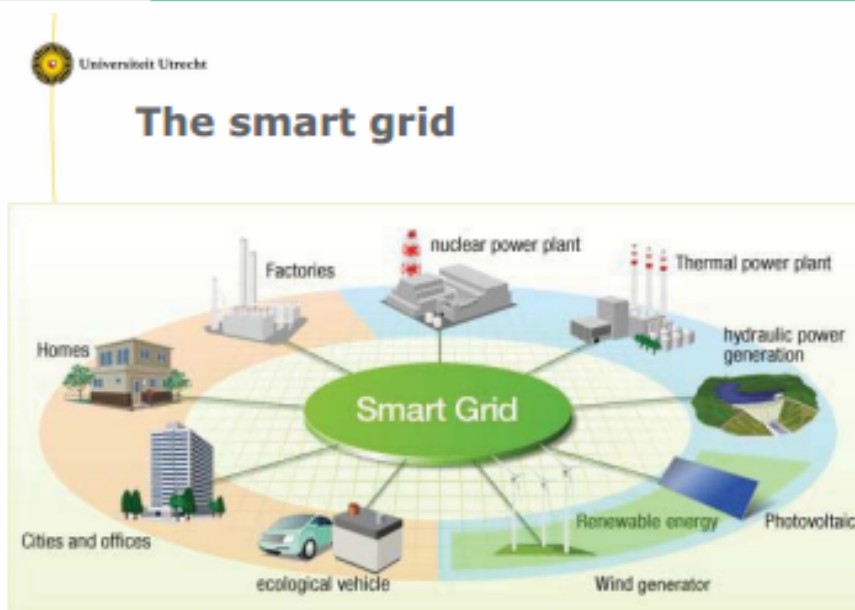 Universiteit Utrecht
The smart grid
nuclear power plant
Factories
Thermal power plant
Homes
hydraulic power
generation
Smart Grid
Renewable energy
Photovoltaic
Cities and offices
ecological vehicle
Wind generator